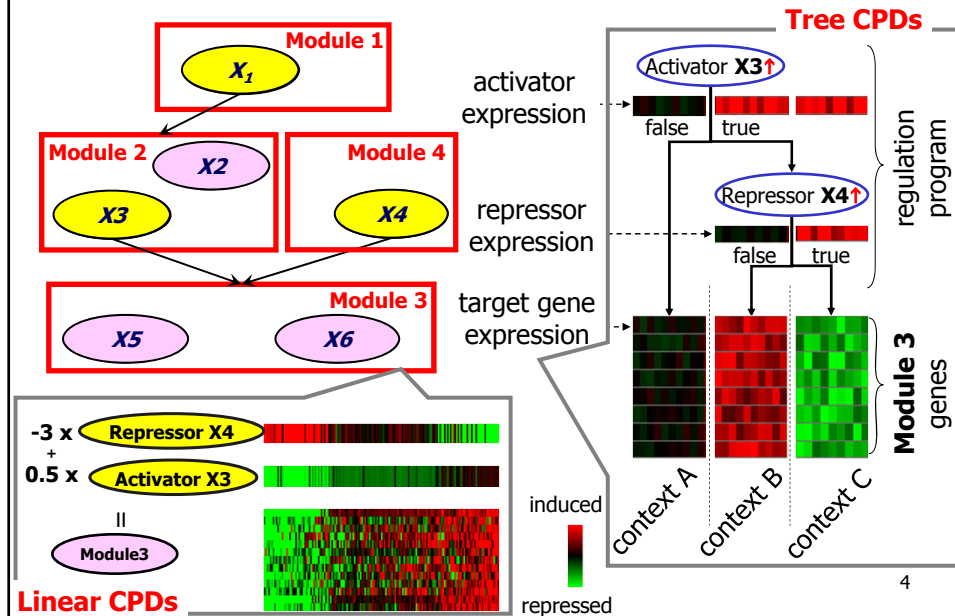 Module 1
X1
Module 2
X2
X3
Module 4
X4
Module 3
X5
X6
activator
expression
repressor
expression
target gene
expression
Tree CPDs
Activator X3↑
false
true
Repressor X4↑
false
true
regulation
program
Module 3
genes
context A
context B
context C
-3 x
Repressor X4
+
0.5 x
Activator X3
=
Module3
Linear CPDs
induced
repressed
4